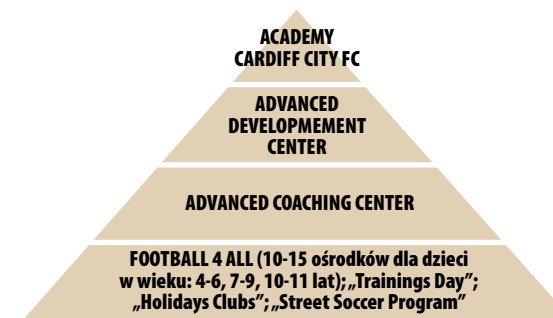 ACADEMY
CARDIFF CITY FC
ADVANCED
DEVELOPMEMENT
CENTER
ADVANCED COACHING CENTER
FOOTBALL 4 ALL (10-15 ośrodków dla dzieci
w wieku: 4-6, 7-9, 10-11 lat); „Trainings Day”;
„Holidays Clubs”; „Street Soccer Program”